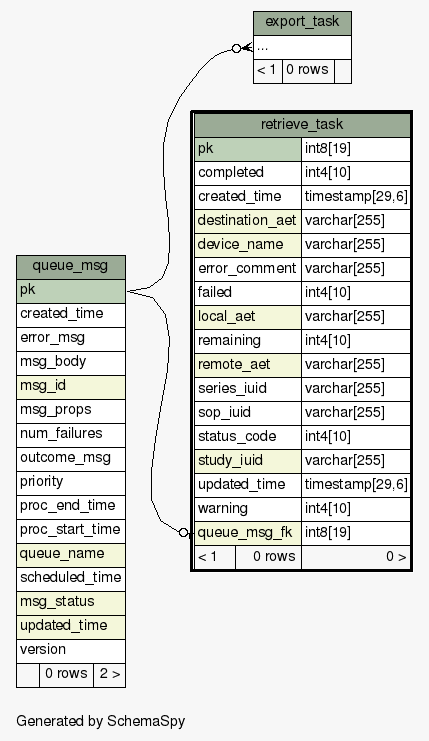 export_task
...
< 1 0 rows
retrieve_task
pk int8[19]
completed int4[10]
created_time timestamp[29,6]
destination_aet varchar[255]
device_name varchar[255]
error_comment varchar[255]
failed int4[10]
local_aet varchar[255]
remaining int4[10]
remote_aet varchar[255]
series_iuid varchar[255]
sop_iuid varchar[255]
status_code int4[10]
study_iuid varchar[255]
updated_time timestamp[29,6]
warning int4[10]
queue_msg_fk int8[19]
< 1 0 rows 0 >
queue_msg
pk
created_time
error_msg
msg_body
msg_id
msg_props
num_failures
outcome_msg
priority
proc_end_time
proc_start_time
queue_name
scheduled_time
msg_status
updated_time
version
0 rows 2 >
Generated by SchemaSpy